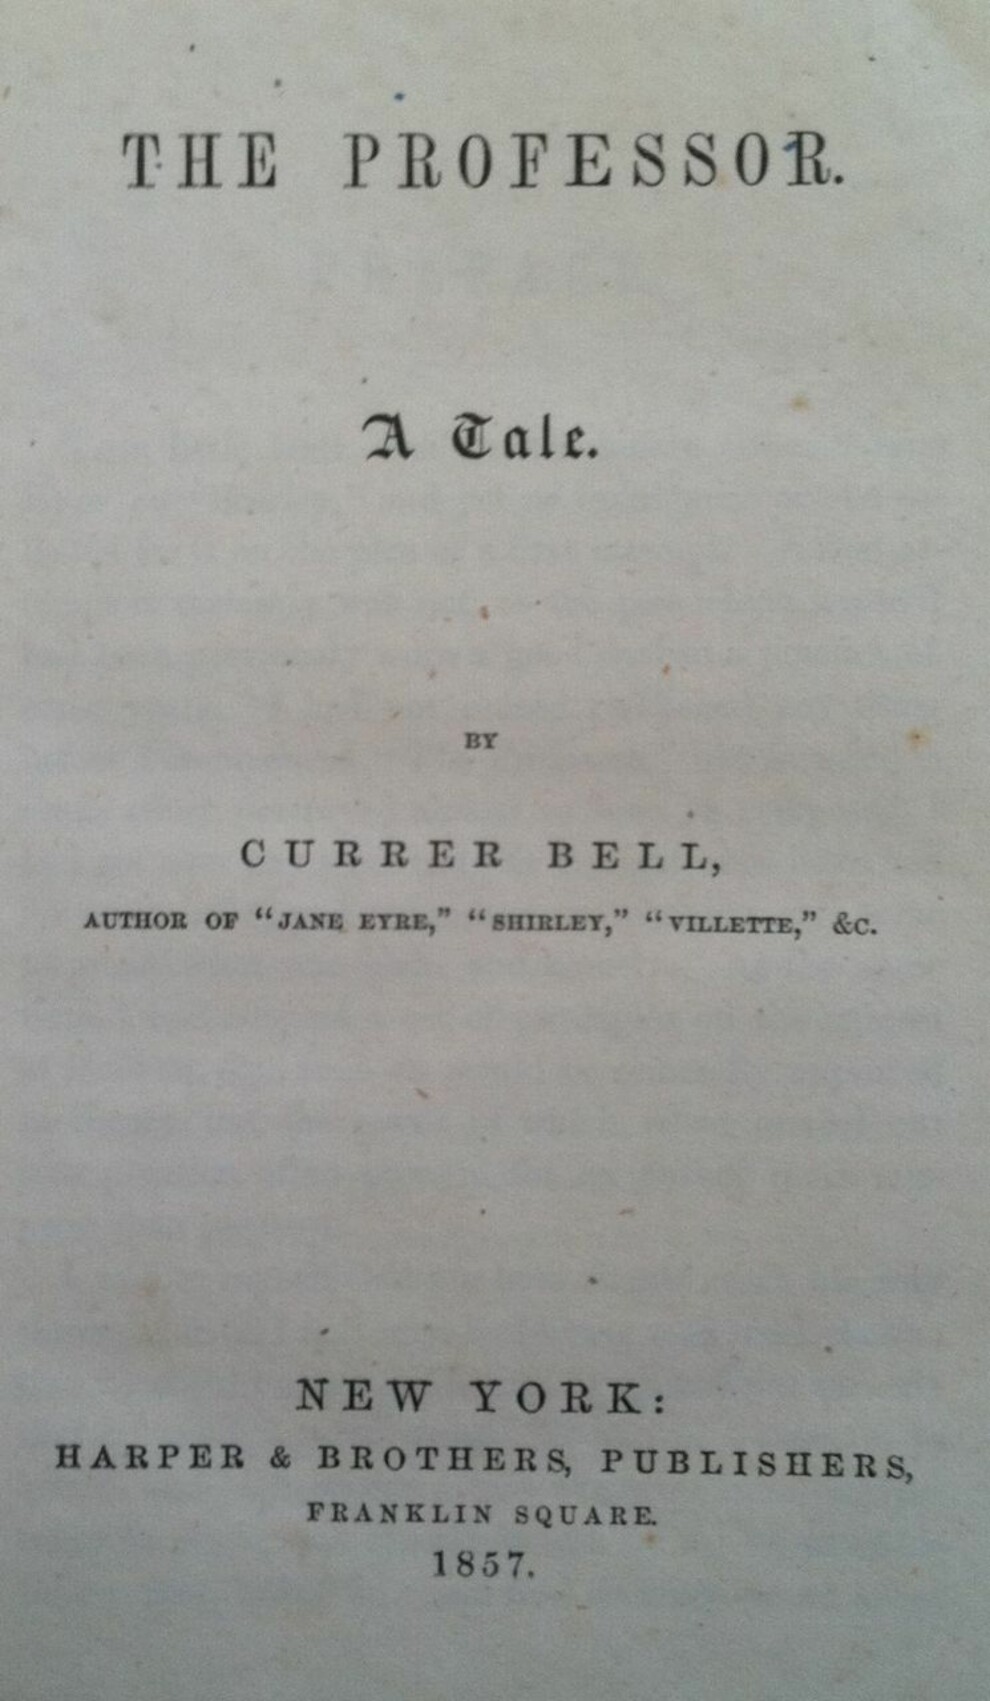 THE PROFESSOR.
A Tale.
BY
CURRER BELL,
AUTHOR OF "JANE EYRE," "SHIRLEY," "VILLETTE," &C.
NEW YORK:
HARPER & BROTHERS, PUBLISHERS,
FRANKLIN SQUARE.
1857.